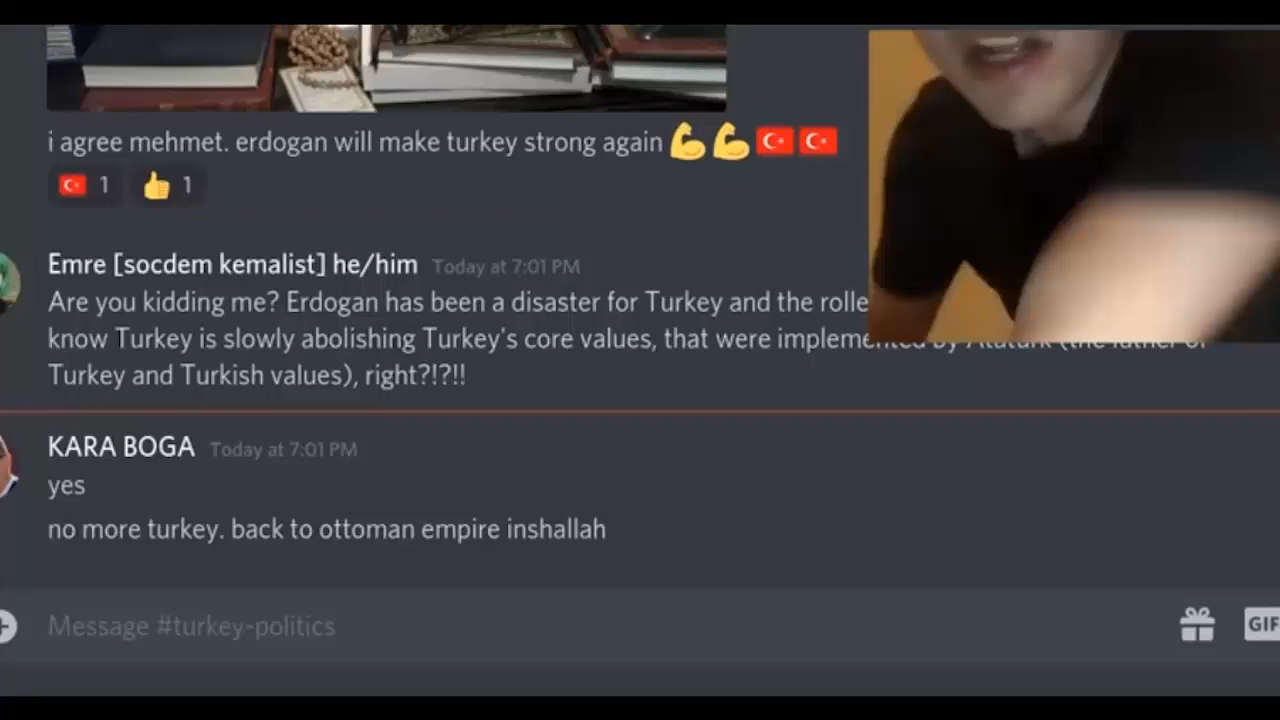 i agree mehmet. erdogan will make turkey strong again 💪💪🇹🇷🇹🇷
🇹🇷 1 👍 1
Emre [socdem kemalist] he/him Today at 7:01 PM
Are you kidding me? Erdogan has been a disaster for Turkey and the rolle
know Turkey is slowly abolishing Turkey's core values, that were implemented by Ataturk (the father of
Turkey and Turkish values), right?!?!!
KARA BOGA Today at 7:01 PM
yes
no more turkey. back to ottoman empire inshallah
Message #turkey-politics
GIF